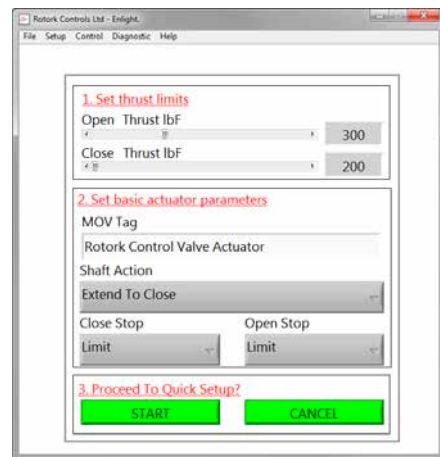 Rotork Controls Ltd - Enlight.
File Setup Control Diagnostic Help
1. Set thrust limits
Open Thrust lbF
300
Close Thrust lbF
200
2. Set basic actuator parameters
MOV Tag
Rotork Control Valve Actuator
Shaft Action
Extend To Close
Close Stop Open Stop
Limit Limit
3. Proceed To Quick Setup?
START CANCEL